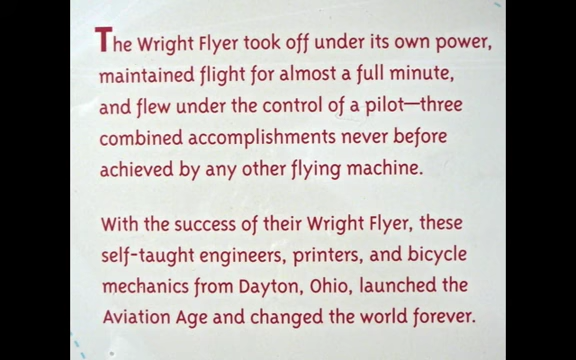 The Wright Flyer took off under its own power,
maintained flight for almost a full minute,
and flew under the control of a pilot—three
combined accomplishments never before
achieved by any other flying machine.
With the success of their Wright Flyer, these
self-taught engineers, printers, and bicycle
mechanics from Dayton, Ohio, launched the
Aviation Age and changed the world forever.